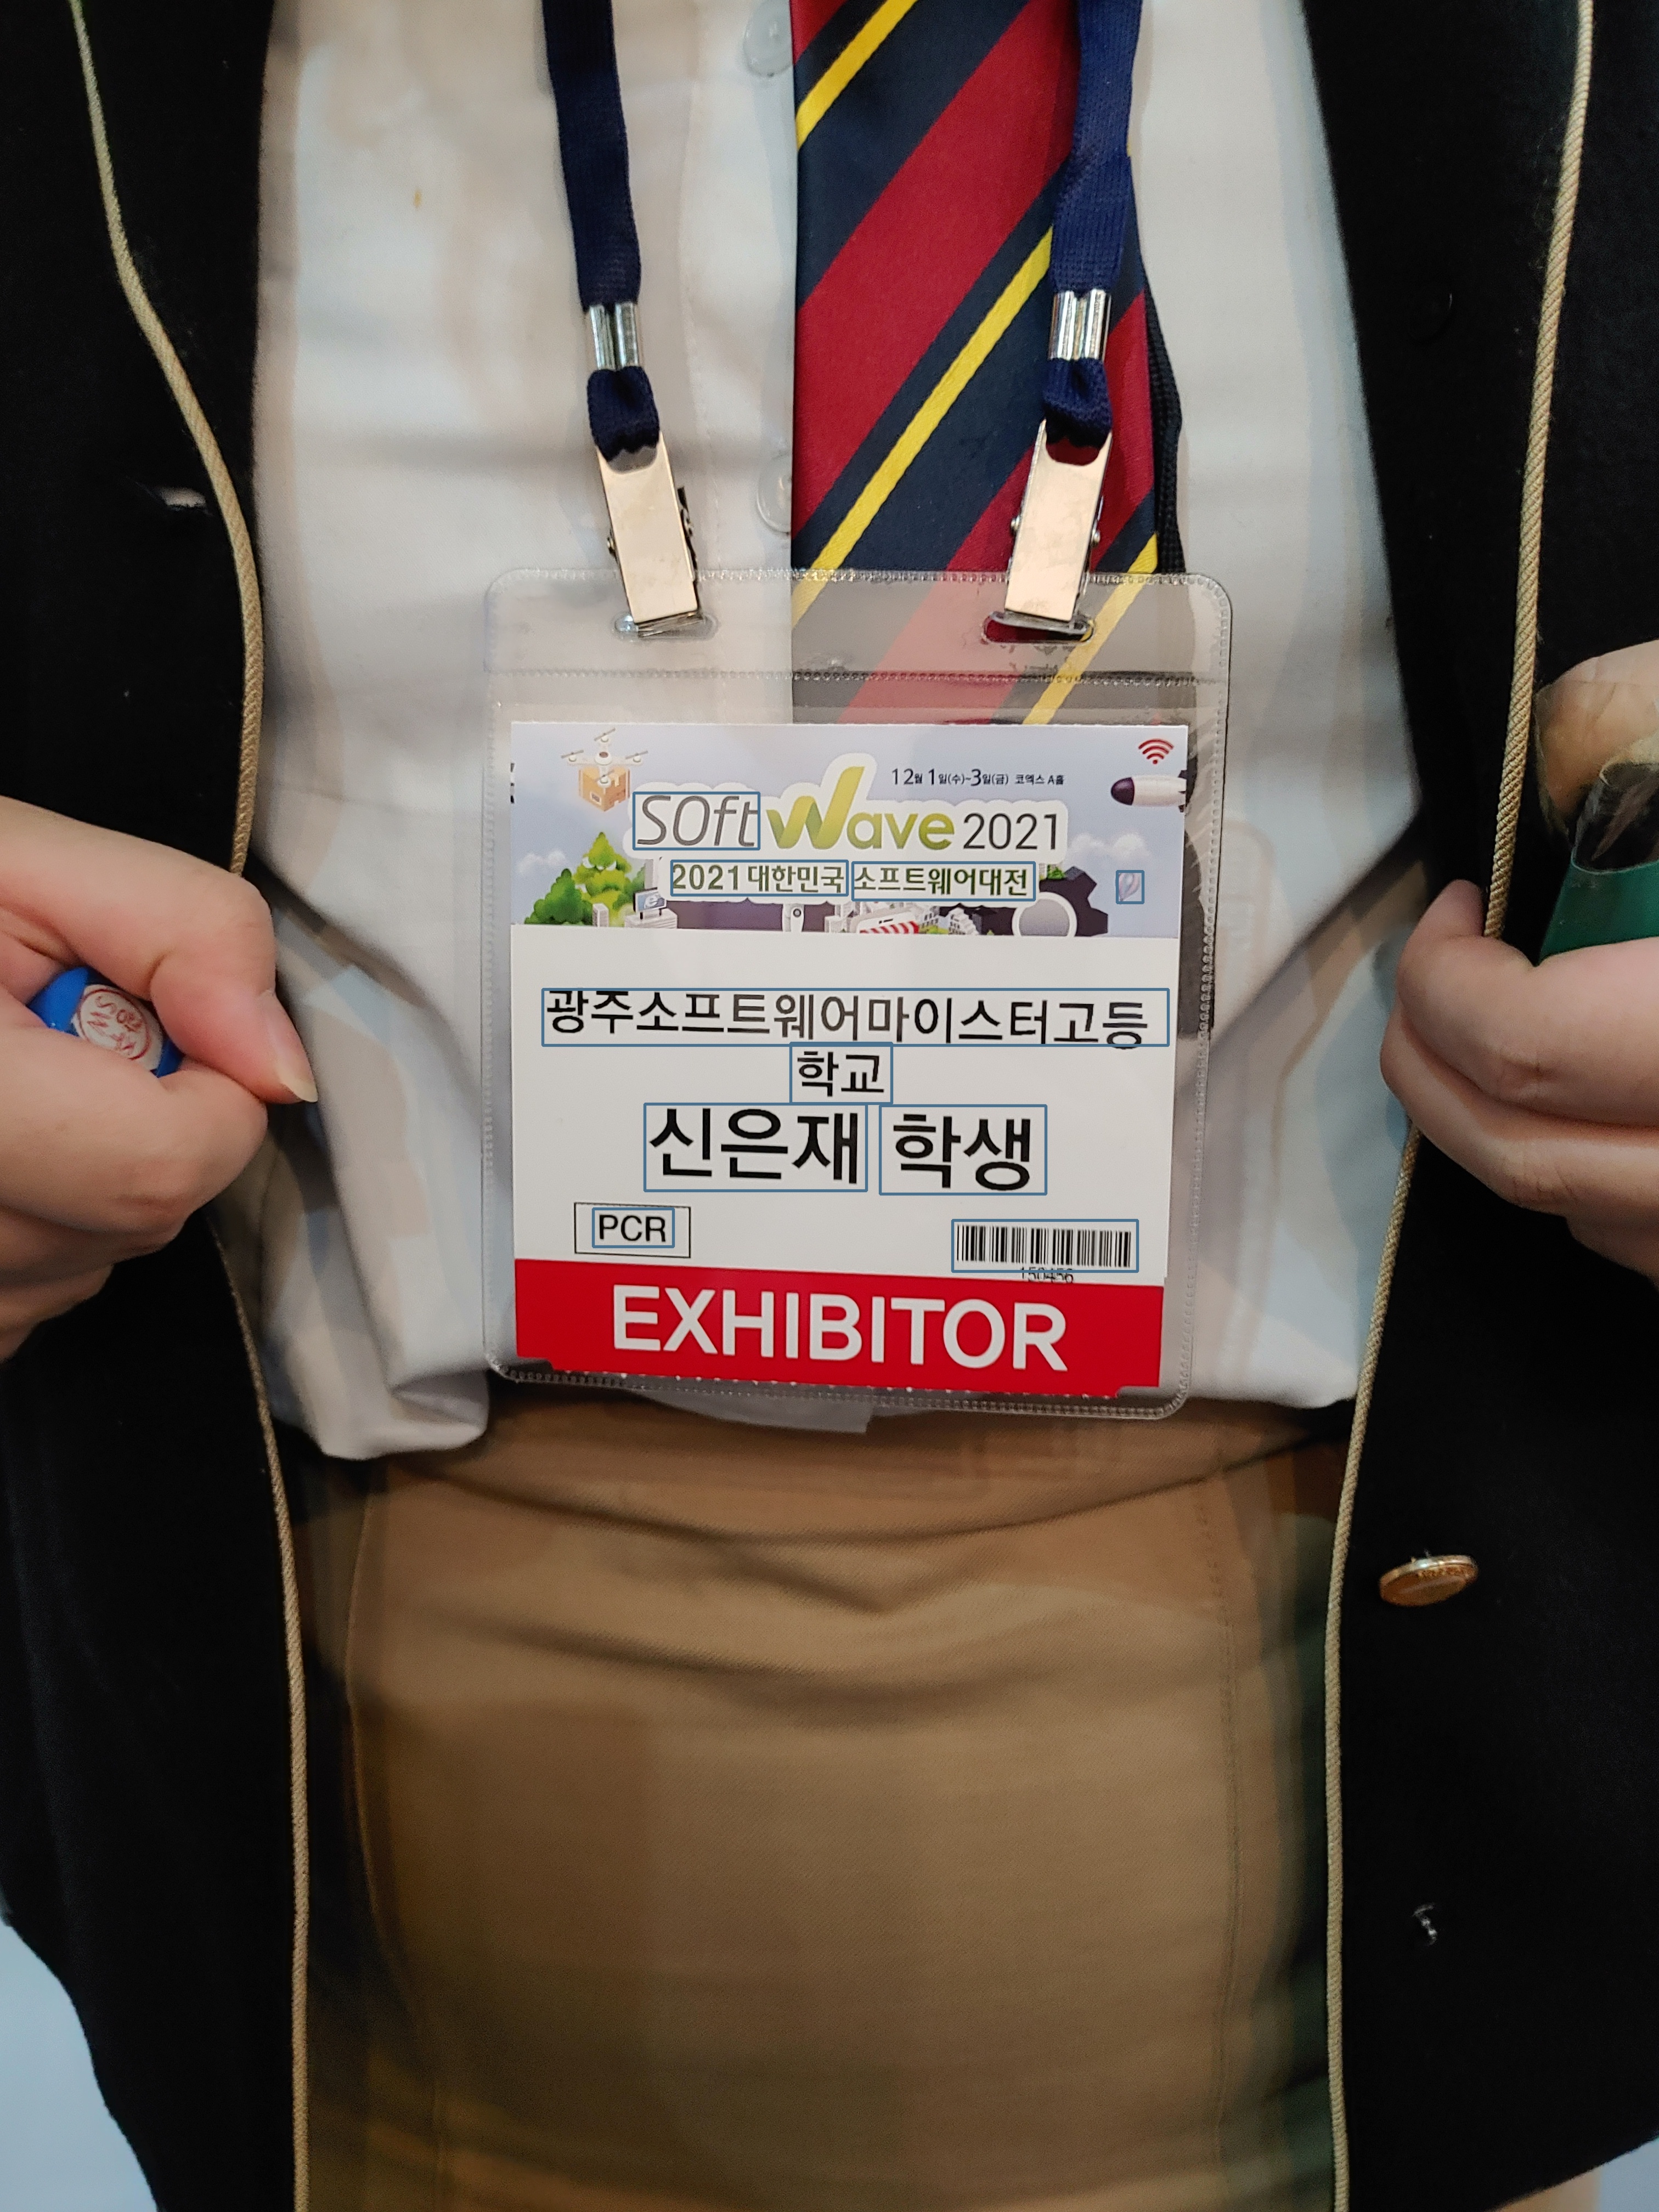 12월 1일(수)~3일(금) 코엑스 A홀
SOftWave 2021
2021 대한민국 소프트웨어대전
광주소프트웨어마이스터고등
학교
신은재 학생
PCR
150456
EXHIBITOR